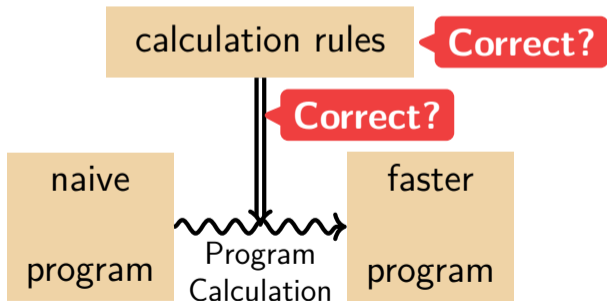 calculation rules
Correct?
Correct?
naive
program
Program
Calculation
faster
program